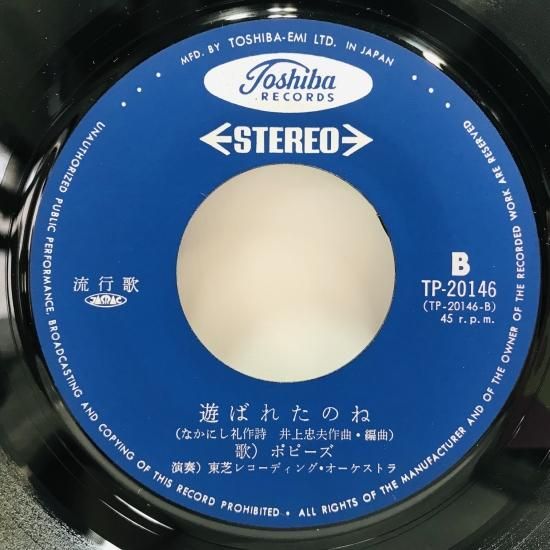 MFD. BY TOSHIBA-EMI LTD. IN JAPAN
Toshiba
RECORDS
STEREO
流行歌
JASRAC
B
TP-20146
(TP-20146-B)
45 r.p.m.
遊ばれたのね
(なかにし礼作詩 井上忠夫作曲・編曲)
歌) ポピーズ
演奏) 東芝レコーディング・オーケストラ
UNAUTHORIZED PUBLIC PERFORMANCE, BROADCASTING AND COPYING OF THIS RECORD PROHIBITED • ALL RIGHTS OF THE MANUFACTURER AND OF THE OWNER OF THE RECORDED WORK ARE RESERVED